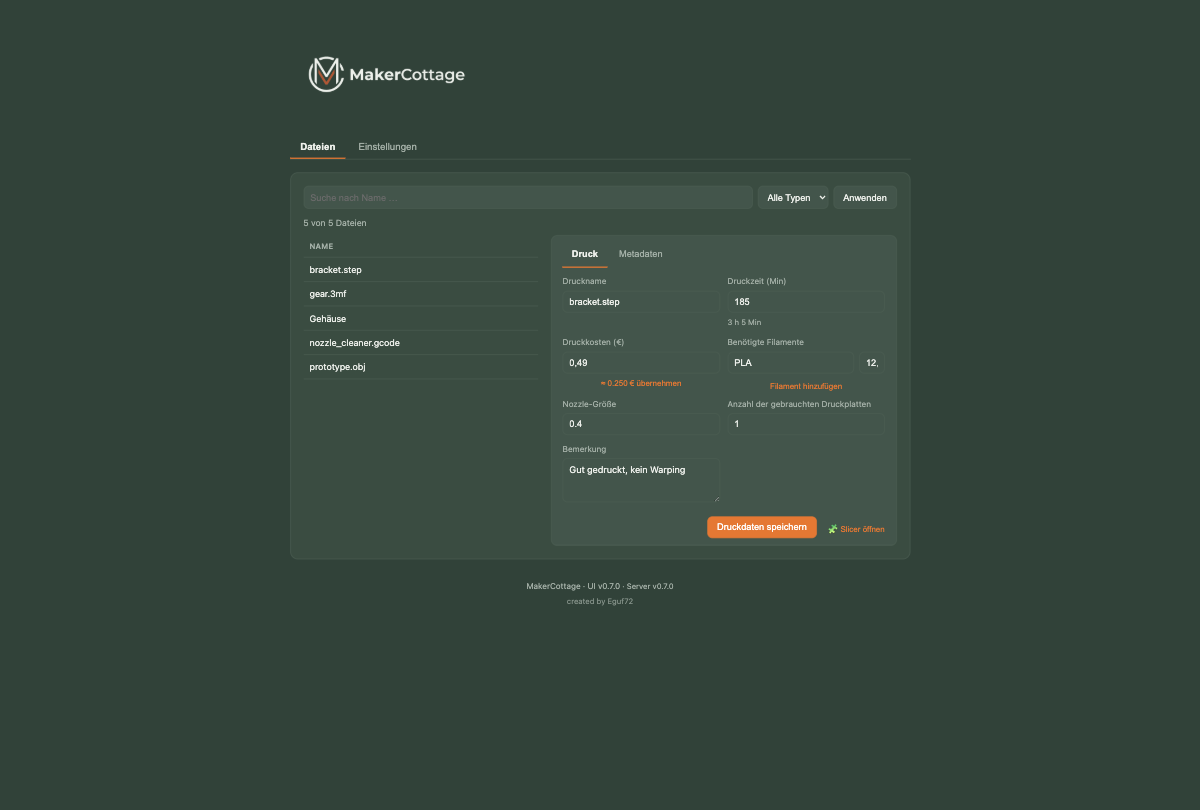 MakerCottage
Dateien Einstellungen
Suche nach Name ... Alle Typen Anwenden
5 von 5 Dateien
NAME
bracket.step
gear.3mf
Gehäuse
nozzle_cleaner.gcode
prototype.obj
Druck Metadaten
Druckname Druckzeit (Min)
bracket.step 185
3 h 5 Min
Druckkosten (€) Benötigte Filamente
0,49 PLA 12,
≈ 0.250 € übernehmen Filament hinzufügen
Nozzle-Größe Anzahl der gebrauchten Druckplatten
0.4 1
Bemerkung
Gut gedruckt, kein Warping
Druckdaten speichern Slicer öffnen
MakerCottage · UI v0.7.0 · Server v0.7.0
created by Eguf72